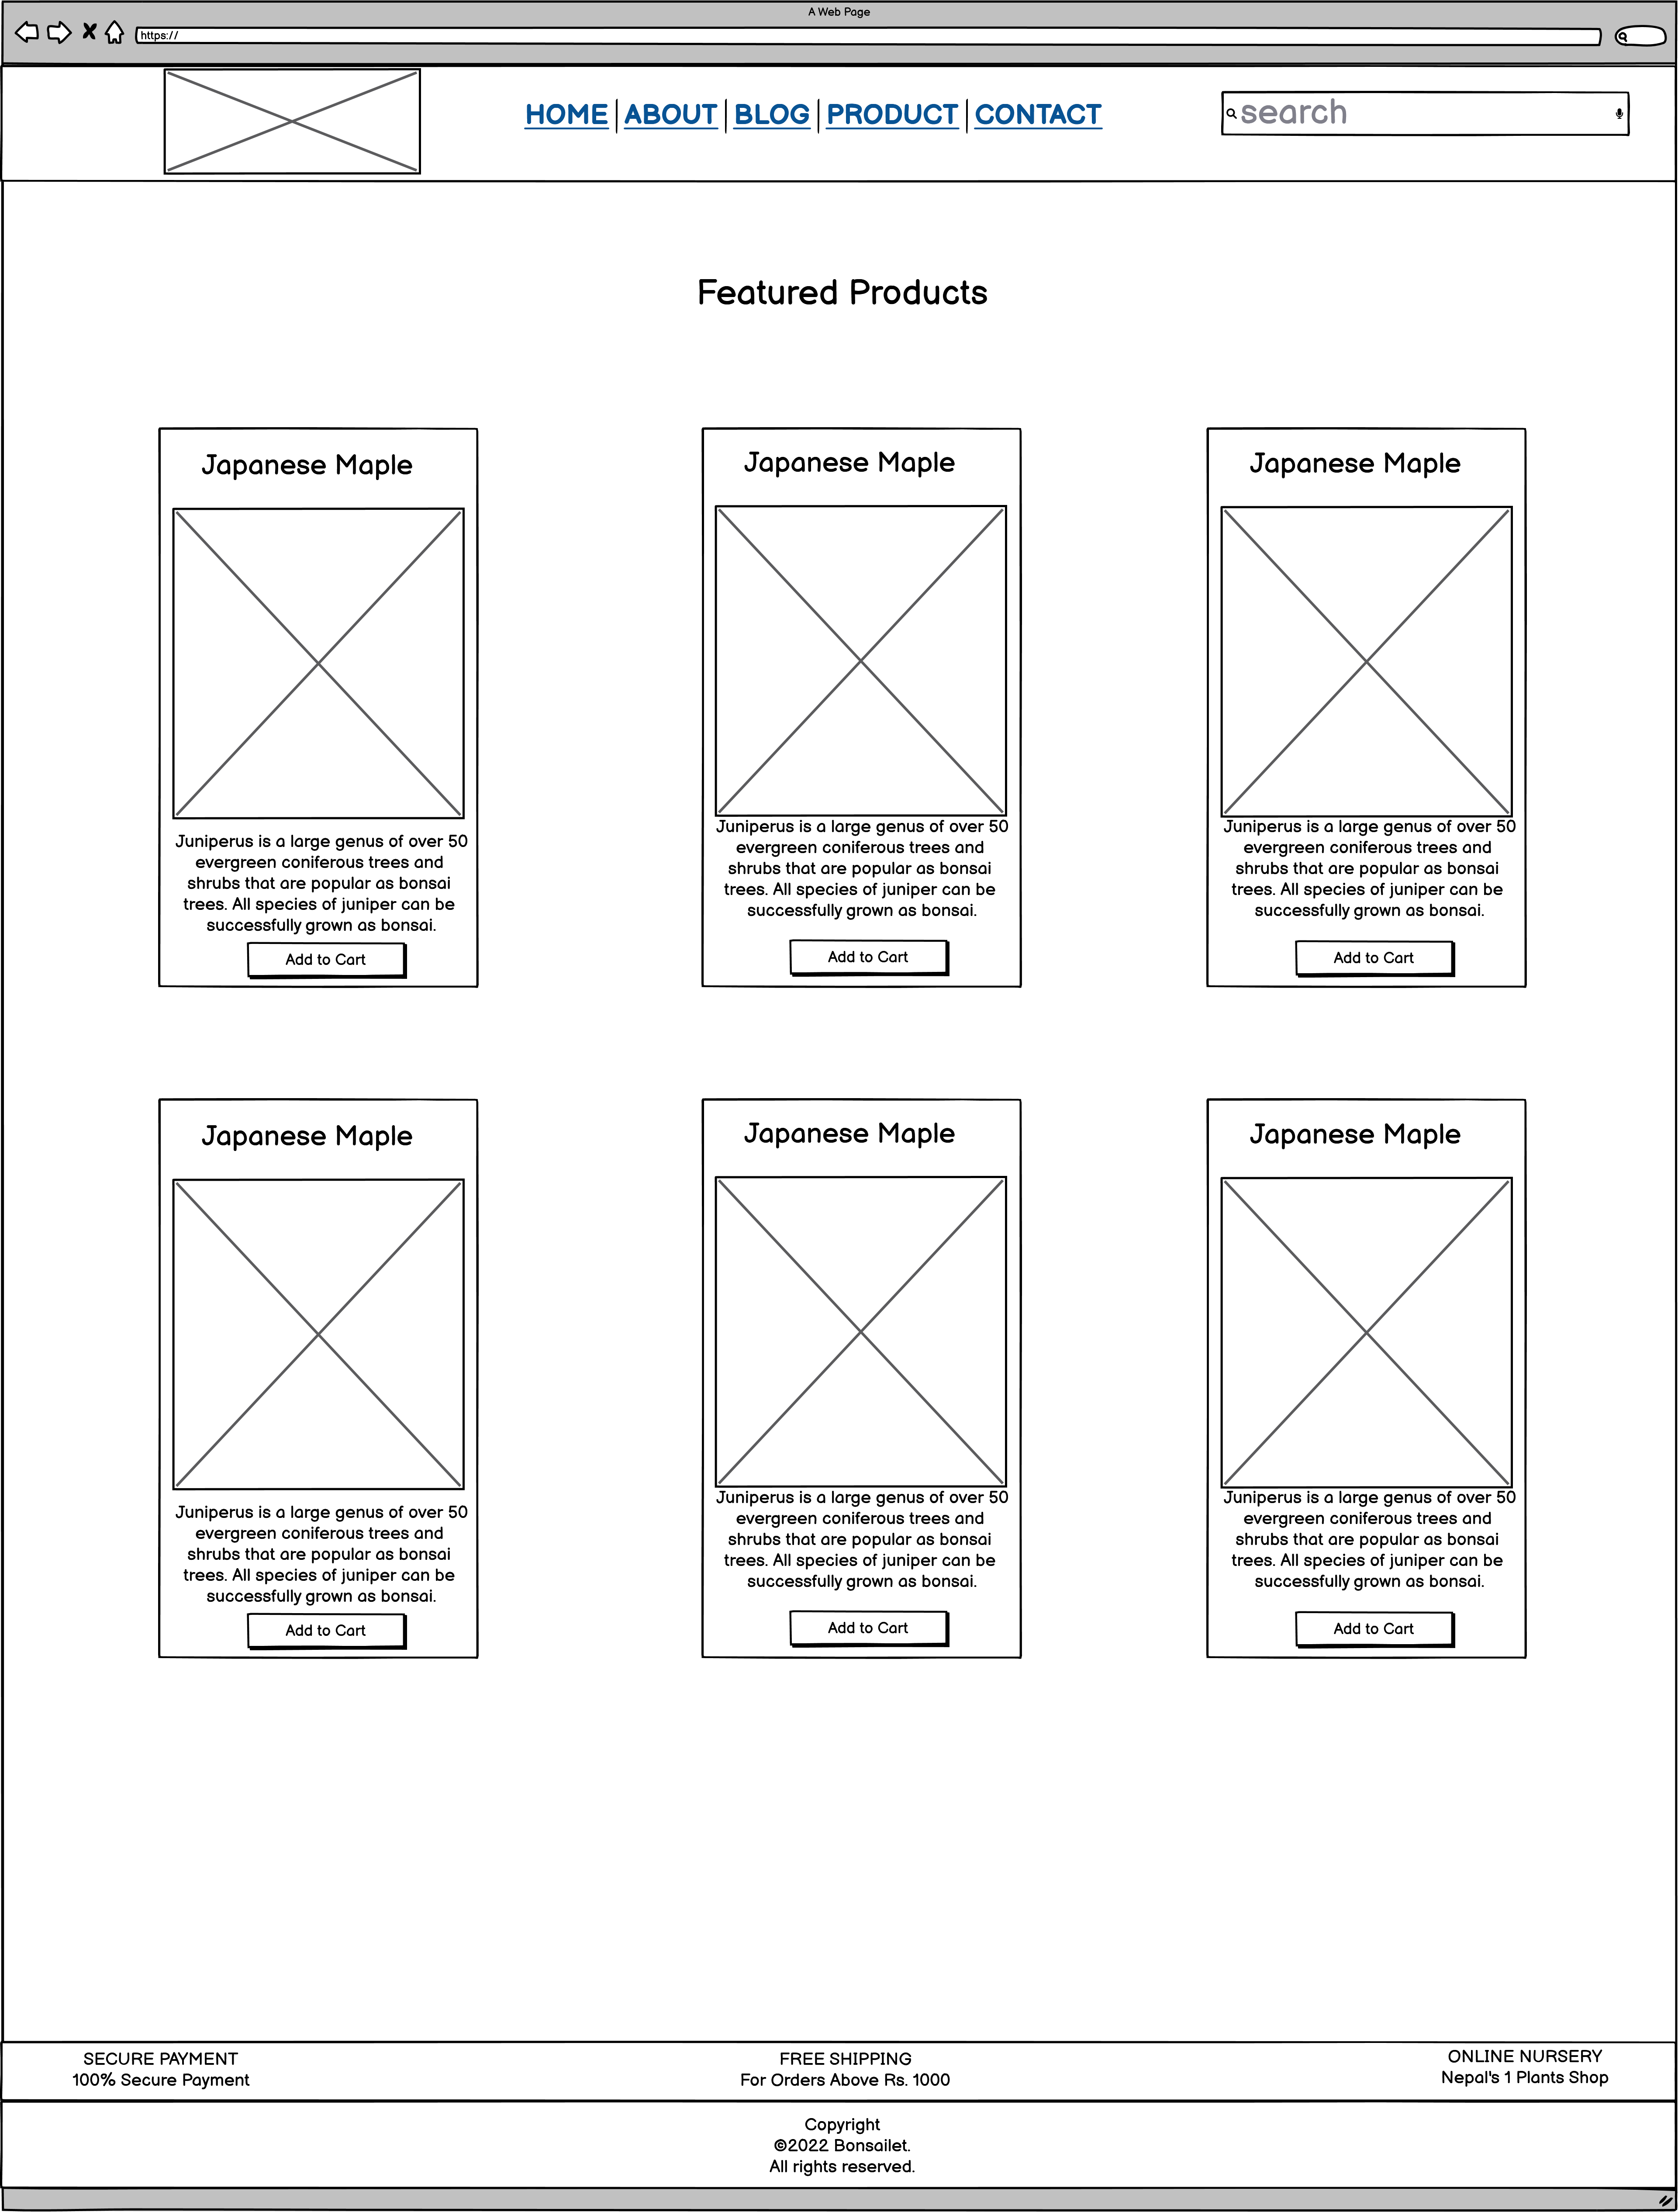 A Web Page
https://
HOME | ABOUT | BLOG | PRODUCT | CONTACT
search
Featured Products
Japanese Maple
Juniperus is a large genus of over 50
evergreen coniferous trees and
shrubs that are popular as bonsai
trees. All species of juniper can be
successfully grown as bonsai.
Add to Cart
Japanese Maple
Juniperus is a large genus of over 50
evergreen coniferous trees and
shrubs that are popular as bonsai
trees. All species of juniper can be
successfully grown as bonsai.
Add to Cart
Japanese Maple
Juniperus is a large genus of over 50
evergreen coniferous trees and
shrubs that are popular as bonsai
trees. All species of juniper can be
successfully grown as bonsai.
Add to Cart
Japanese Maple
Juniperus is a large genus of over 50
evergreen coniferous trees and
shrubs that are popular as bonsai
trees. All species of juniper can be
successfully grown as bonsai.
Add to Cart
Japanese Maple
Juniperus is a large genus of over 50
evergreen coniferous trees and
shrubs that are popular as bonsai
trees. All species of juniper can be
successfully grown as bonsai.
Add to Cart
Japanese Maple
Juniperus is a large genus of over 50
evergreen coniferous trees and
shrubs that are popular as bonsai
trees. All species of juniper can be
successfully grown as bonsai.
Add to Cart
SECURE PAYMENT
100% Secure Payment
FREE SHIPPING
For Orders Above Rs. 1000
ONLINE NURSERY
Nepal's 1 Plants Shop
Copyright
©2022 Bonsailet.
All rights reserved.